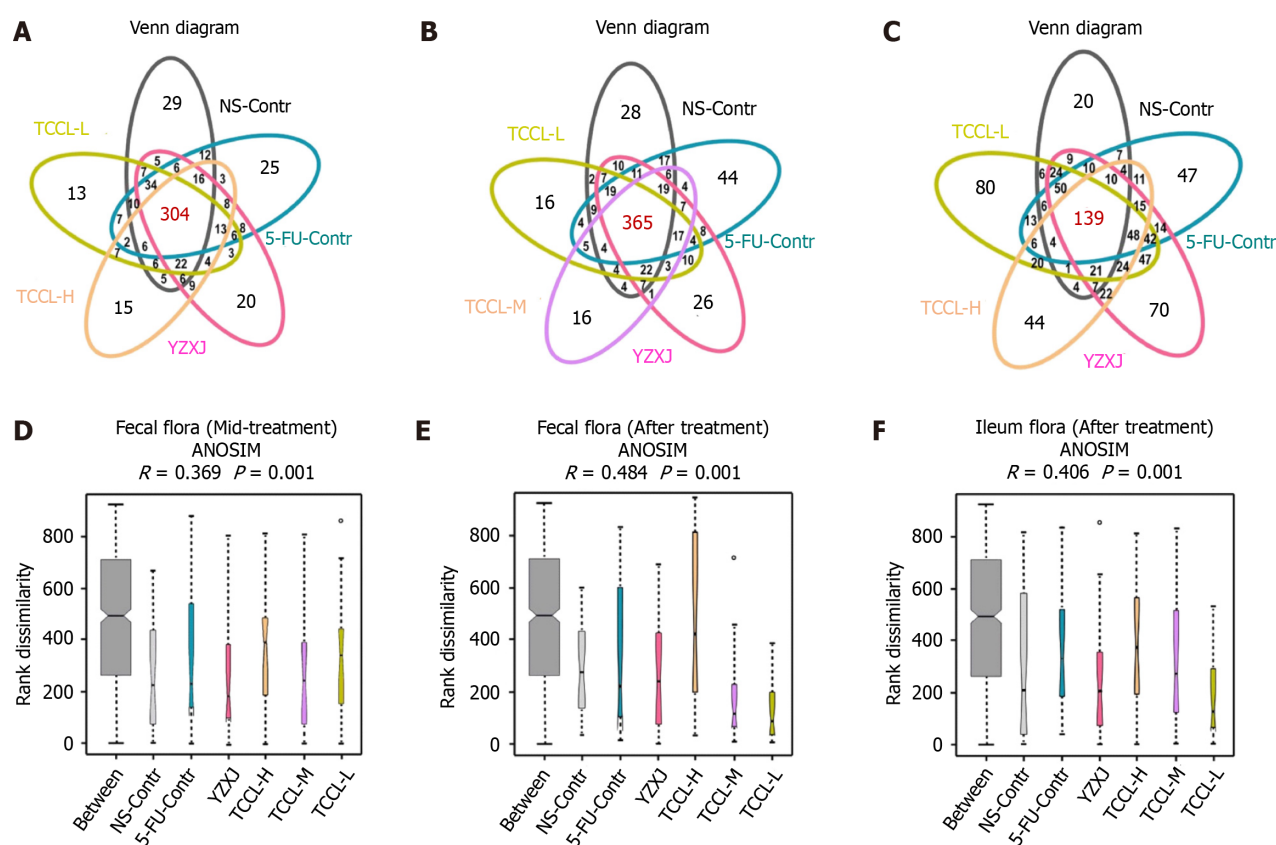 A
Venn diagram
29
NS-Contr
TCCL-L
12
5
6
7
34
16
3
25
13
10
304
8
7
13
6
8
5-FU-Contr
2
6
3
7
6
22
4
5
6
9
TCCL-H
15
20
YZXJ
B
Venn diagram
28
NS-Contr
TCCL-L
17
10
11
6
2
7
19
19
4
44
16
9
365
7
4
17
8
4
5-FU-Contr
5
4
10
4
22
3
4
7
1
TCCL-M
16
26
YZXJ
C
Venn diagram
20
NS-Contr
TCCL-L
7
9
10
4
6
24
50
10
11
47
80
6
139
15
13
48
14
42
5-FU-Contr
6
4
47
20
1
21
24
4
7
22
TCCL-H
44
70
YZXJ
D
Fecal flora (Mid-treatment)
ANOSIM
R = 0.369 P = 0.001
Rank dissimilarity
800
600
400
200
0
Between
NS-Contr
5-FU-Contr
YZXJ
TCCL-H
TCCL-M
TCCL-L
E
Fecal flora (After treatment)
ANOSIM
R = 0.484 P = 0.001
Rank dissimilarity
800
600
400
200
0
Between
NS-Contr
5-FU-Contr
YZXJ
TCCL-H
TCCL-M
TCCL-L
F
Ileum flora (After treatment)
ANOSIM
R = 0.406 P = 0.001
Rank dissimilarity
800
600
400
200
0
Between
NS-Contr
5-FU-Contr
YZXJ
TCCL-H
TCCL-M
TCCL-L